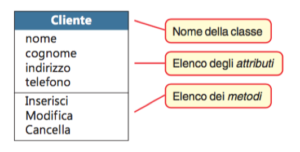 Cliente
nome
cognome
indirizzo
telefono
Inserisci
Modifica
Cancella
Nome della classe
Elenco degli attributi
Elenco dei metodi